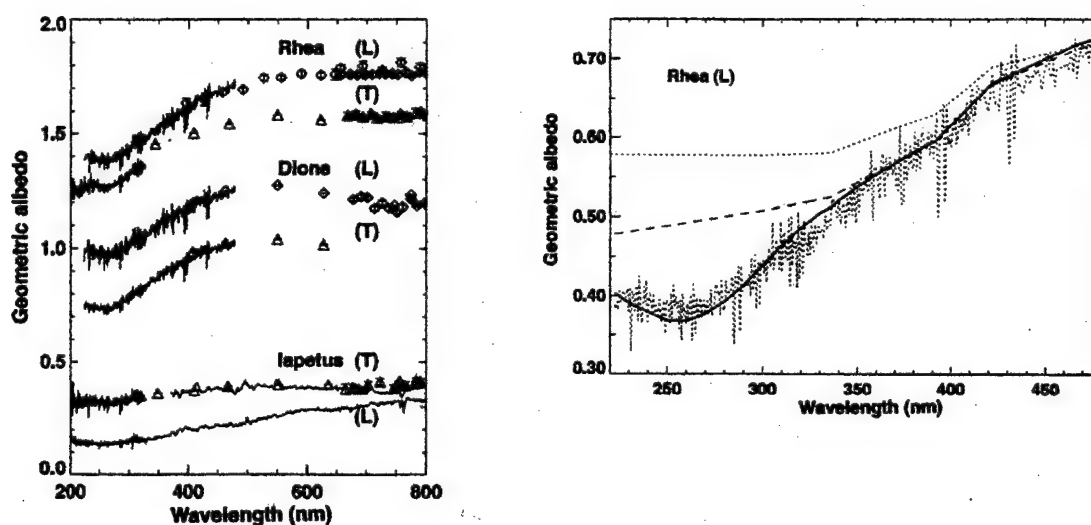 2.0
Rhea (L)
(T)
1.5
Dione (L)
(T)
1.0
Iapetus (T)
0.5
(L)
0.0
200 400 600 800
Wavelength (nm)
Geometric albedo
0.70
Rhea (L)
0.60
0.50
0.40
0.30
250 300 350 400 450
Wavelength (nm)
Geometric albedo